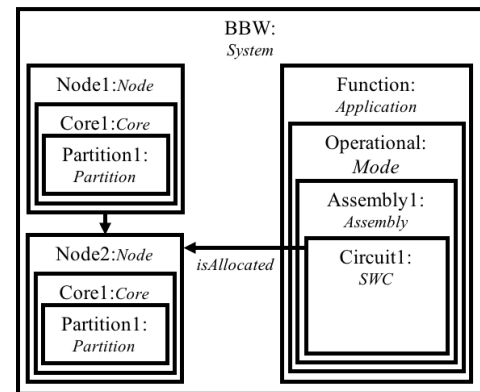 BBW:
System
Node1:Node
Core1:Core
Partition1:
Partition
Node2:Node
Core1:Core
Partition1:
Partition
isAllocated
Function:
Application
Operational:
Mode
Assembly1:
Assembly
Circuit1:
SWC